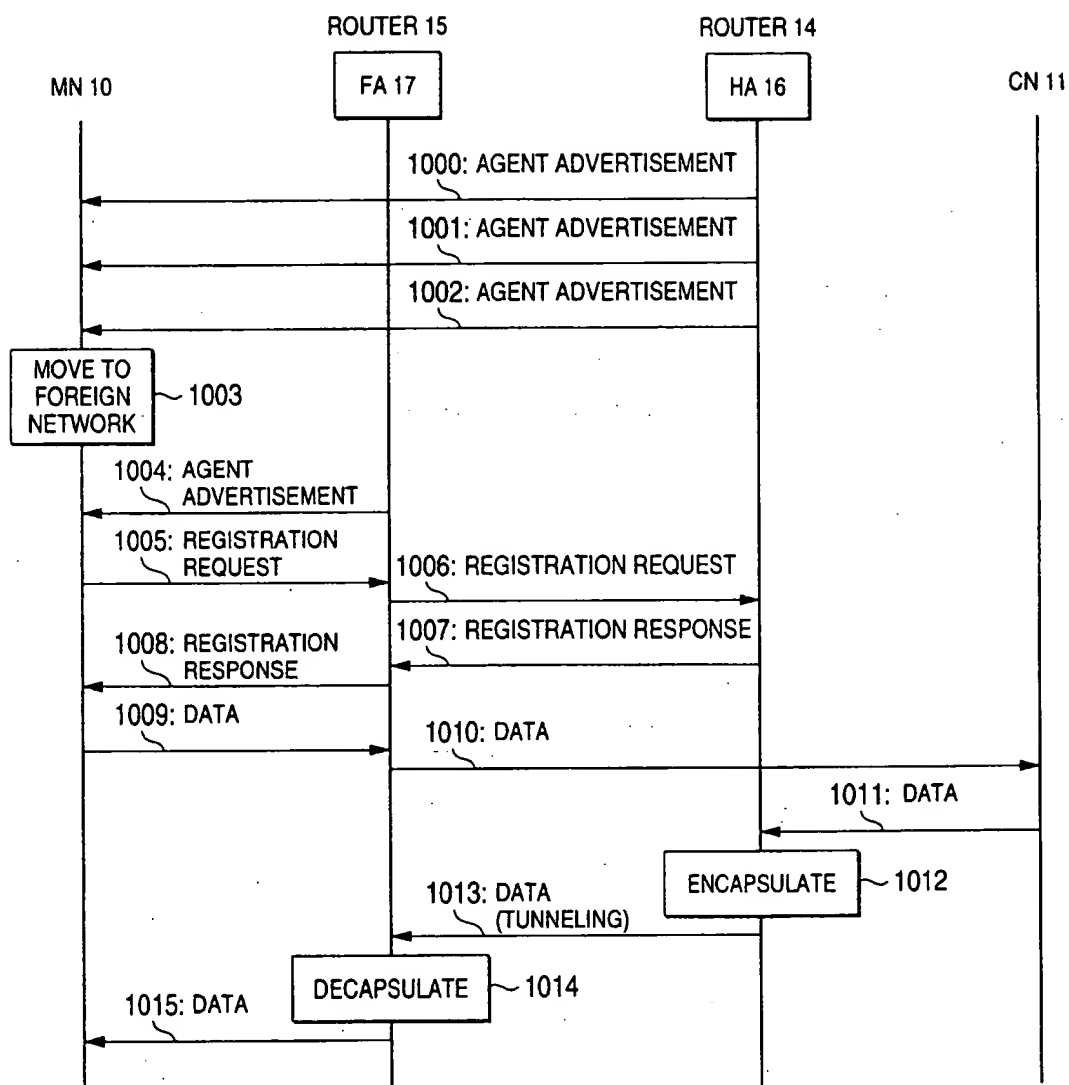 ROUTER 15
ROUTER 14
MN 10
FA 17
HA 16
CN 11
1000: AGENT ADVERTISEMENT
1001: AGENT ADVERTISEMENT
1002: AGENT ADVERTISEMENT
MOVE TO
FOREIGN
NETWORK
1003
1004: AGENT
ADVERTISEMENT
1005: REGISTRATION
REQUEST
1006: REGISTRATION REQUEST
1007: REGISTRATION RESPONSE
1008: REGISTRATION
RESPONSE
1009: DATA
1010: DATA
1011: DATA
ENCAPSULATE
1012
1013: DATA
(TUNNELING)
DECAPSULATE
1014
1015: DATA